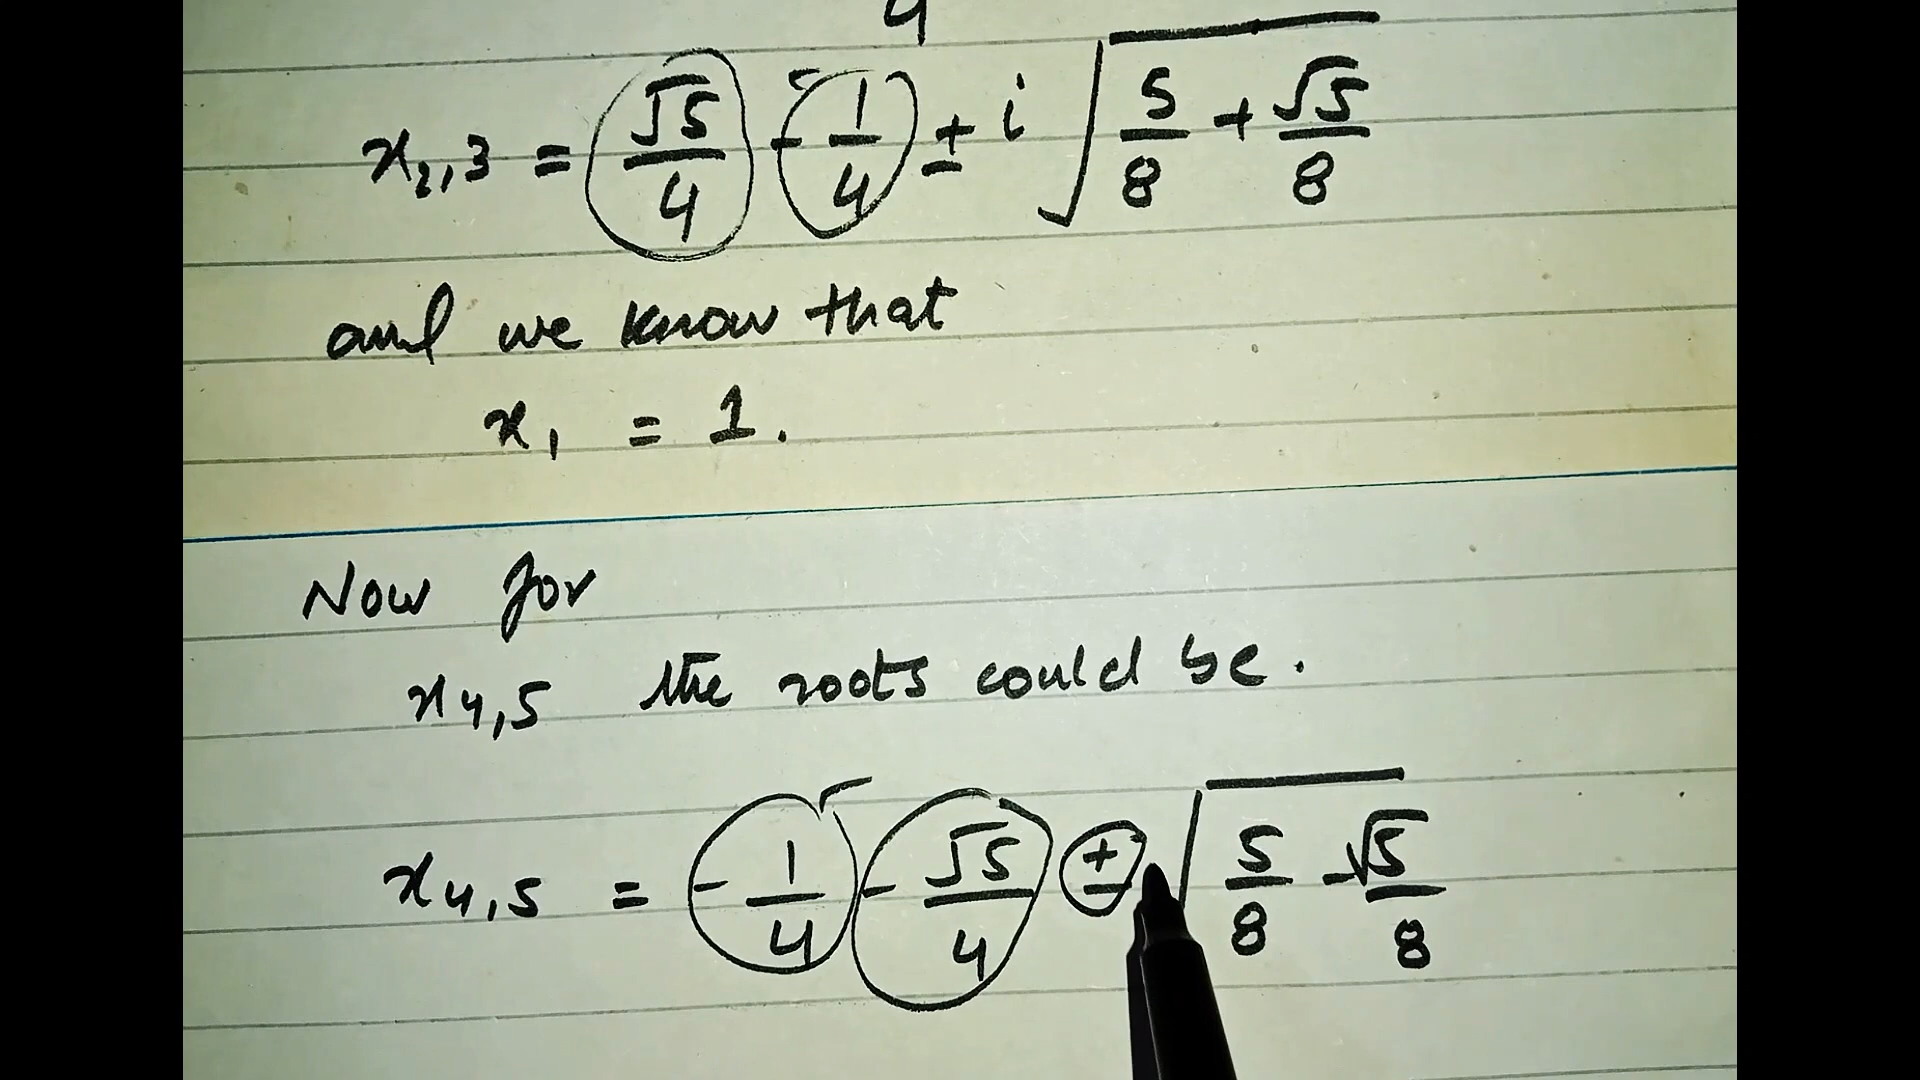 4
x₂,₃ = √5/4 - 1/4 ± i √(5/8 + √5/8)
and we know that
x₁ = 1.
Now for
x₄,₅ the roots could be.
x₄,₅ = - 1/4 - √5/4 ± √(5/8 - √5/8)